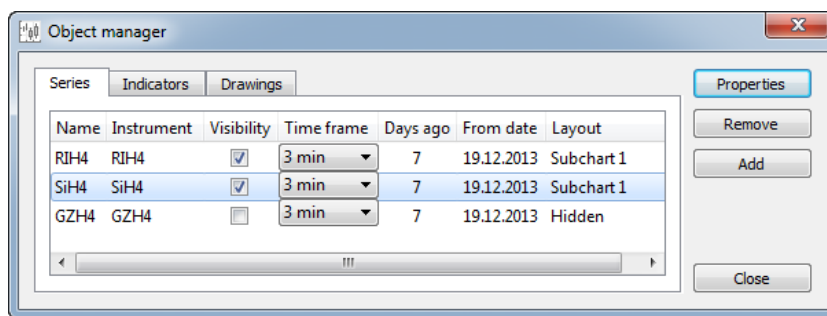 Object manager
Series Indicators Drawings
Properties
Remove
Add
Close
Name Instrument Visibility Time frame Days ago From date Layout
RIH4 RIH4 3 min 7 19.12.2013 Subchart 1
SiH4 SiH4 3 min 7 19.12.2013 Subchart 1
GZH4 GZH4 3 min 7 19.12.2013 Hidden